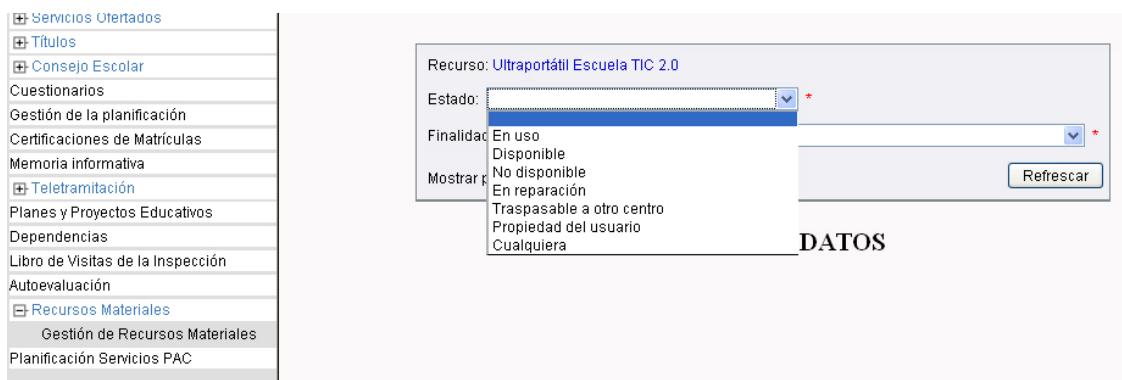 Servicios Ofertados
Títulos
Consejo Escolar
Cuestionarios
Gestión de la planificación
Certificaciones de Matrículas
Memoria informativa
Teletramitación
Planes y Proyectos Educativos
Dependencias
Libro de Visitas de la Inspección
Autoevaluación
Recursos Materiales
Gestión de Recursos Materiales
Planificación Servicios PAC
Recurso: Ultraportátil Escuela TIC 2.0
Estado: *
Finalidad *
Mostrar p
En uso
Disponible
No disponible
En reparación
Traspasable a otro centro
Propiedad del usuario
Cualquiera
Refrescar
DATOS